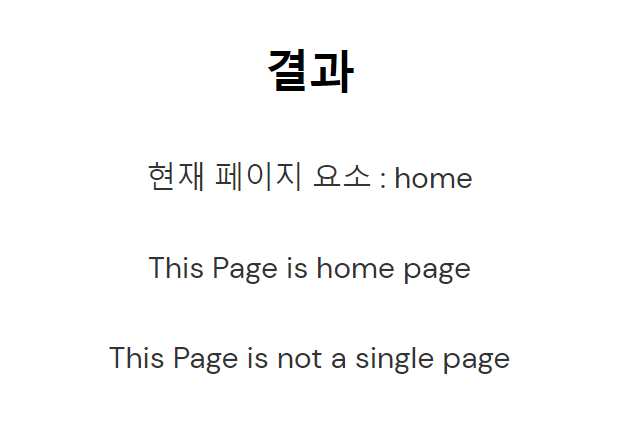 결과
현재 페이지 요소 : home
This Page is home page
This Page is not a single page